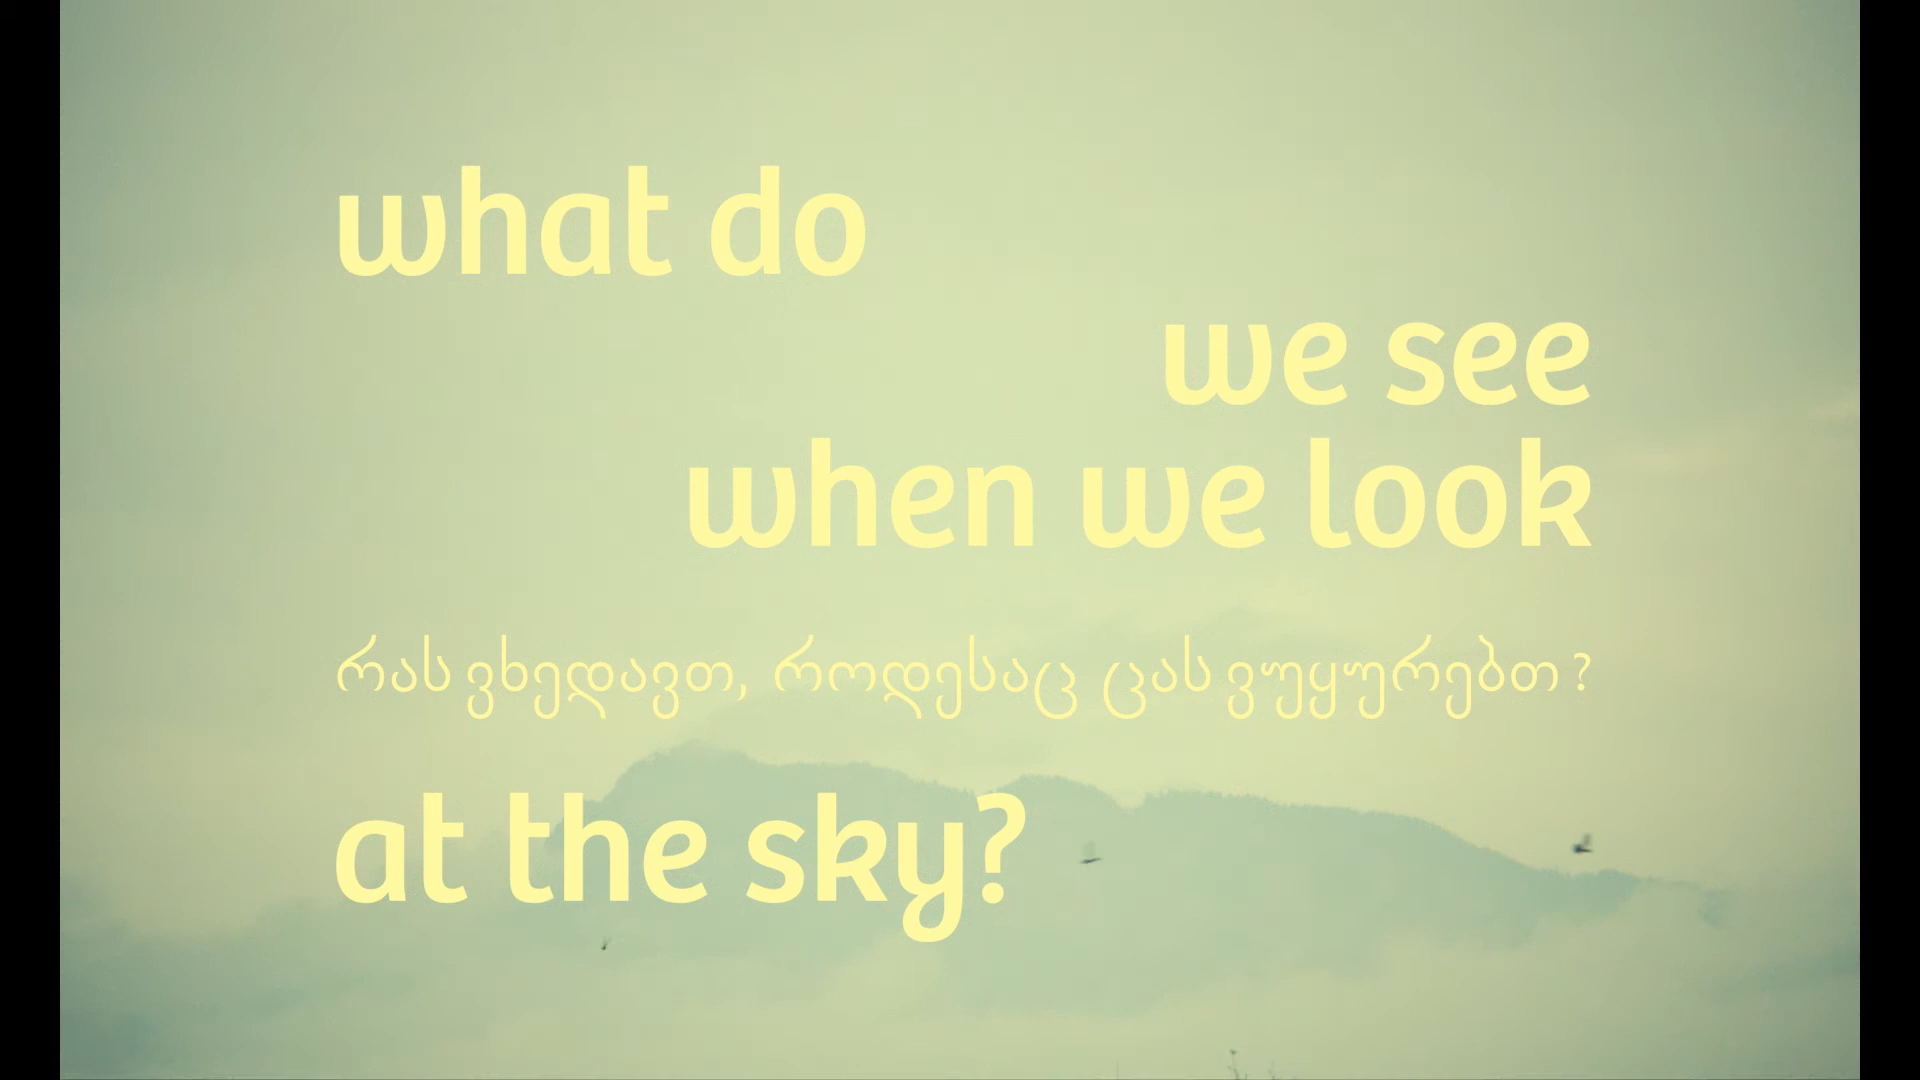 what do
we see
when we look
რას ვხედავთ, როდესაც ცას ვუყურებთ?
at the sky?